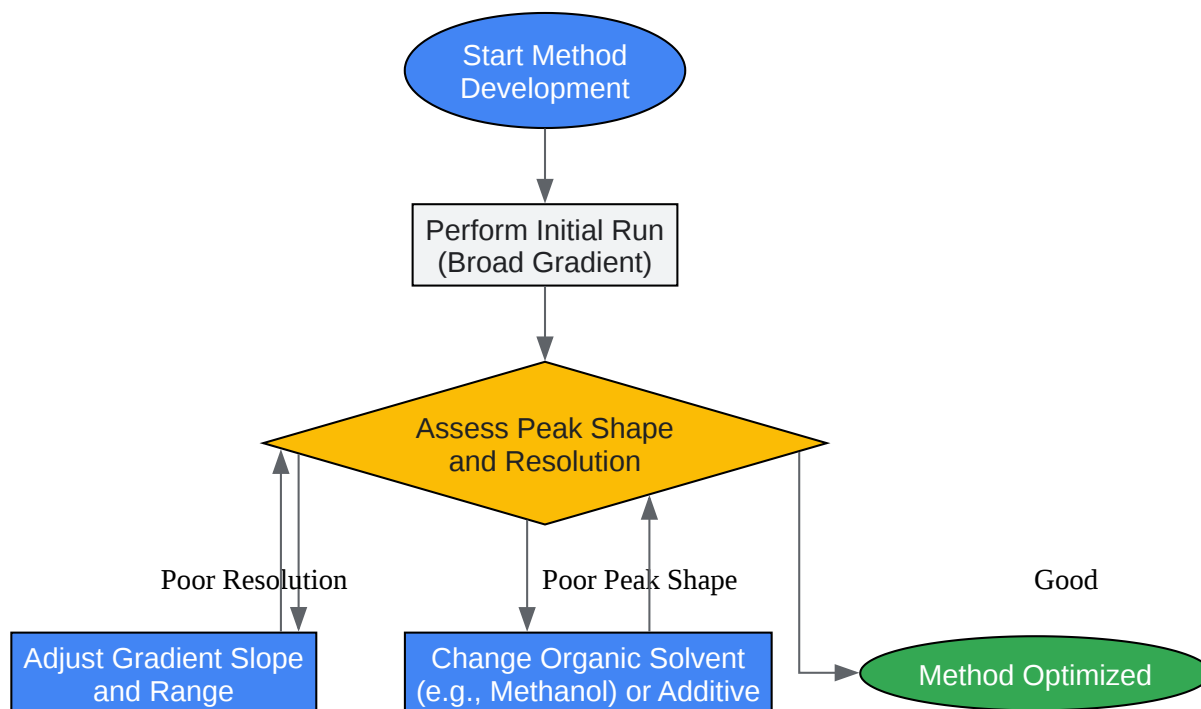 Start Method
Development
Perform Initial Run
(Broad Gradient)
Assess Peak Shape
and Resolution
Poor Resolution
Poor Peak Shape
Good
Adjust Gradient Slope
and Range
Change Organic Solvent
(e.g., Methanol) or Additive
Method Optimized